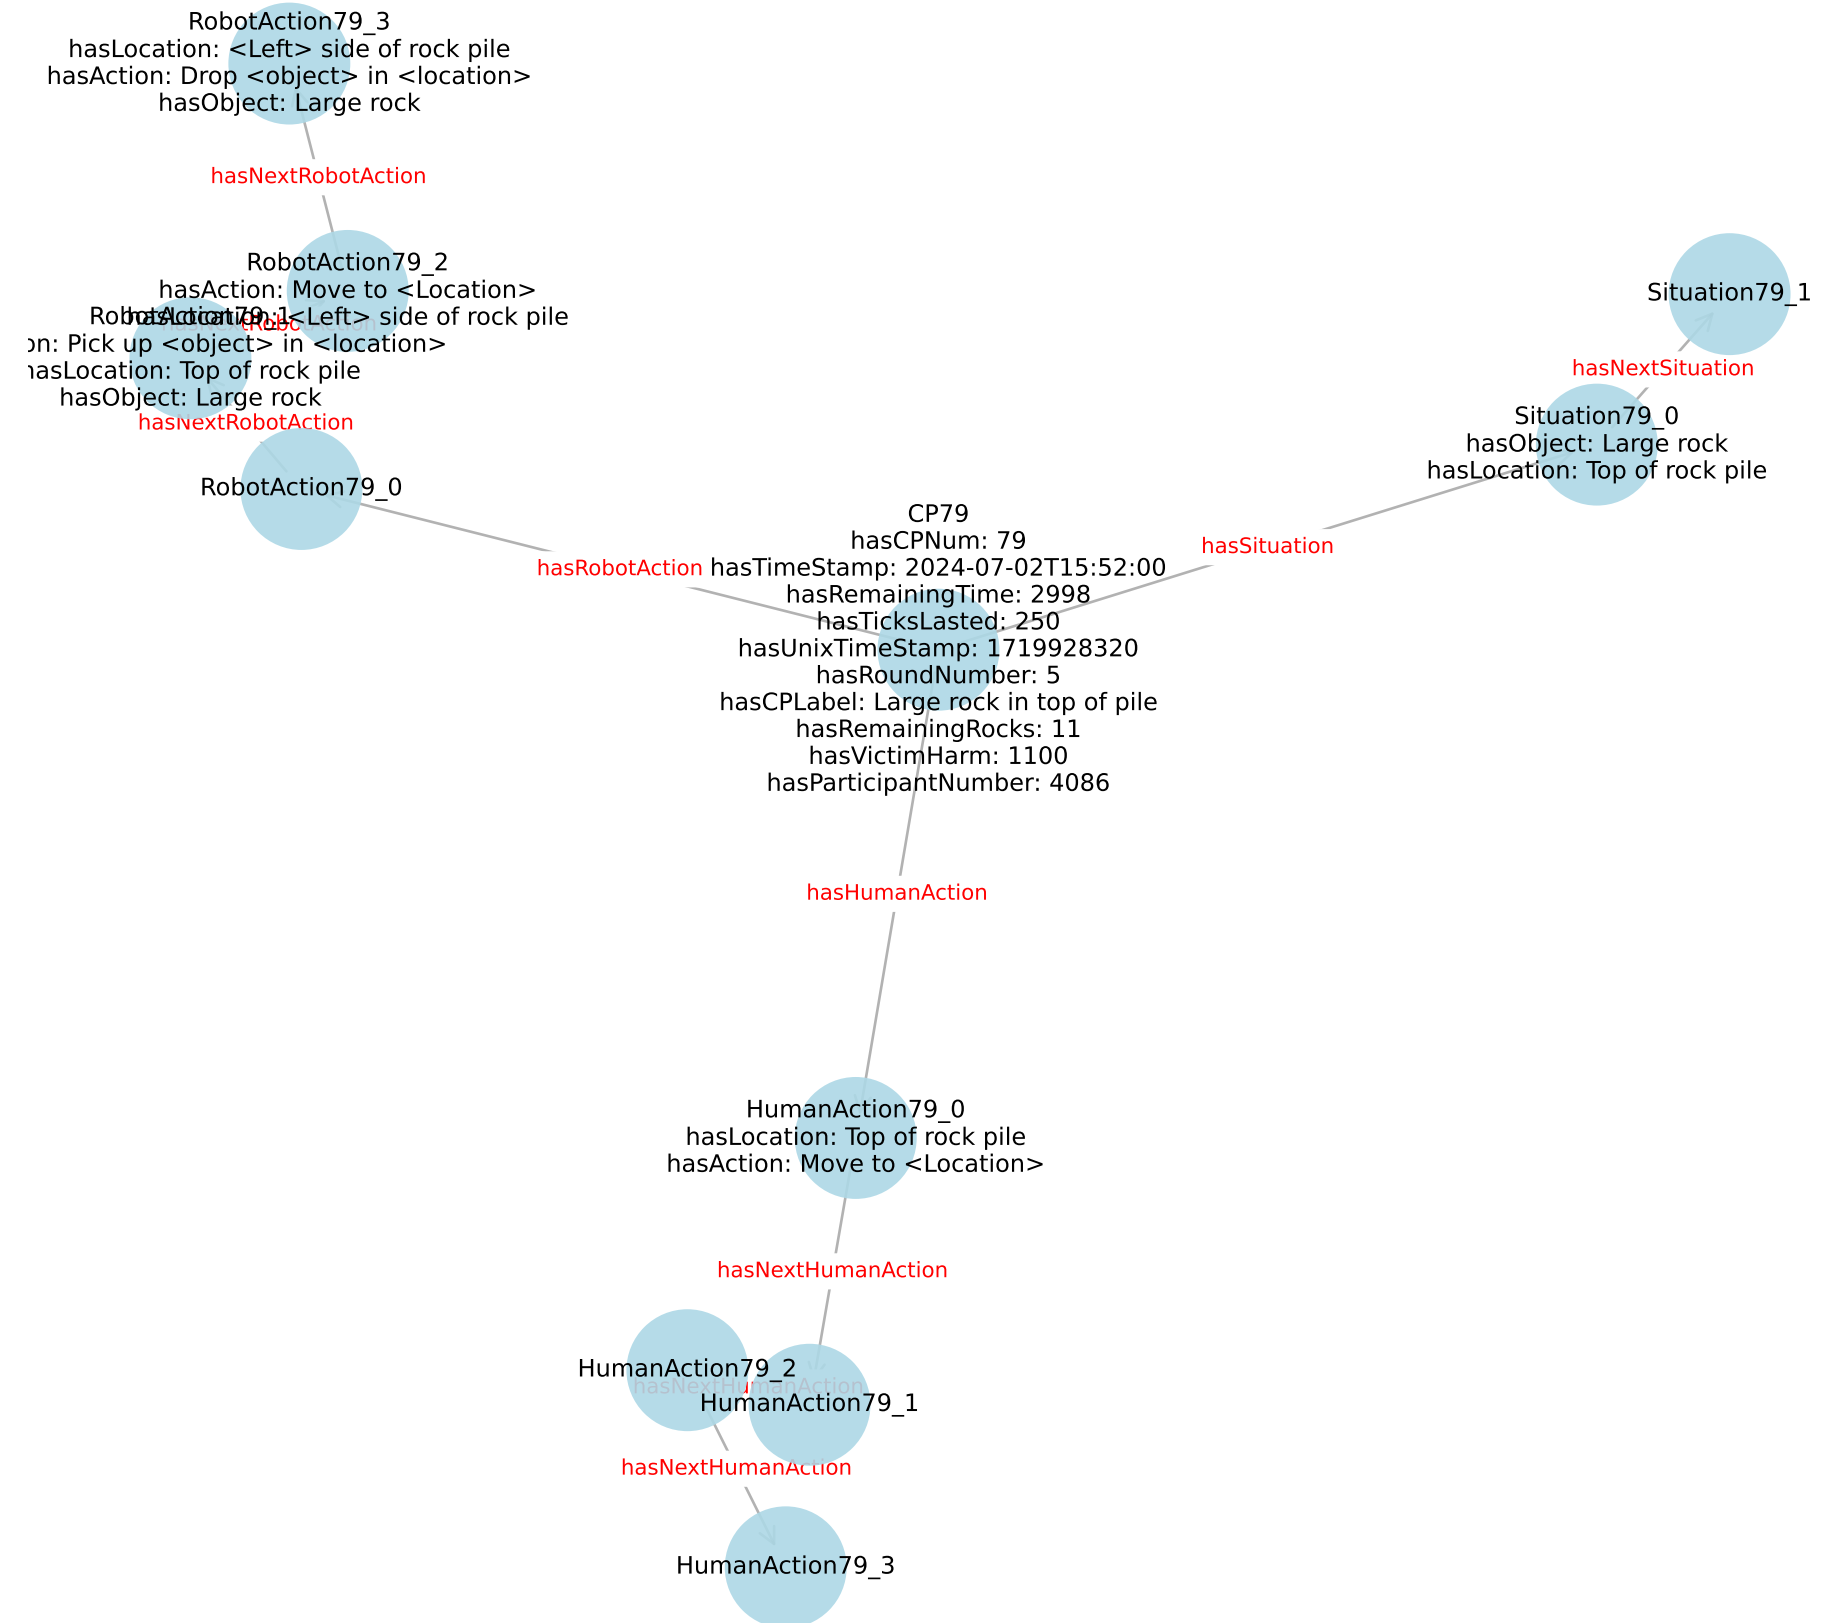 RobotAction79_3
hasLocation: <Left> side of rock pile
hasAction: Drop <object> in <location>
hasObject: Large rock
hasNextRobotAction
RobotAction79_2
hasAction: Move to <Location>
hasLocation: <Left> side of rock pile
hasNextRobotAction
RobotAction79_1
on: Pick up <object> in <location>
hasLocation: Top of rock pile
hasObject: Large rock
hasNextRobotAction
RobotAction79_0
hasRobotAction
Situation79_1
hasNextSituation
Situation79_0
hasObject: Large rock
hasLocation: Top of rock pile
hasSituation
CP79
hasCPNum: 79
hasTimeStamp: 2024-07-02T15:52:00
hasRemainingTime: 2998
hasTicksLasted: 250
hasUnixTimeStamp: 1719928320
hasRoundNumber: 5
hasCPLabel: Large rock in top of pile
hasRemainingRocks: 11
hasVictimHarm: 1100
hasParticipantNumber: 4086
hasHumanAction
HumanAction79_0
hasLocation: Top of rock pile
hasAction: Move to <Location>
hasNextHumanAction
HumanAction79_2
hasNextHumanAction
HumanAction79_1
hasNextHumanAction
HumanAction79_3